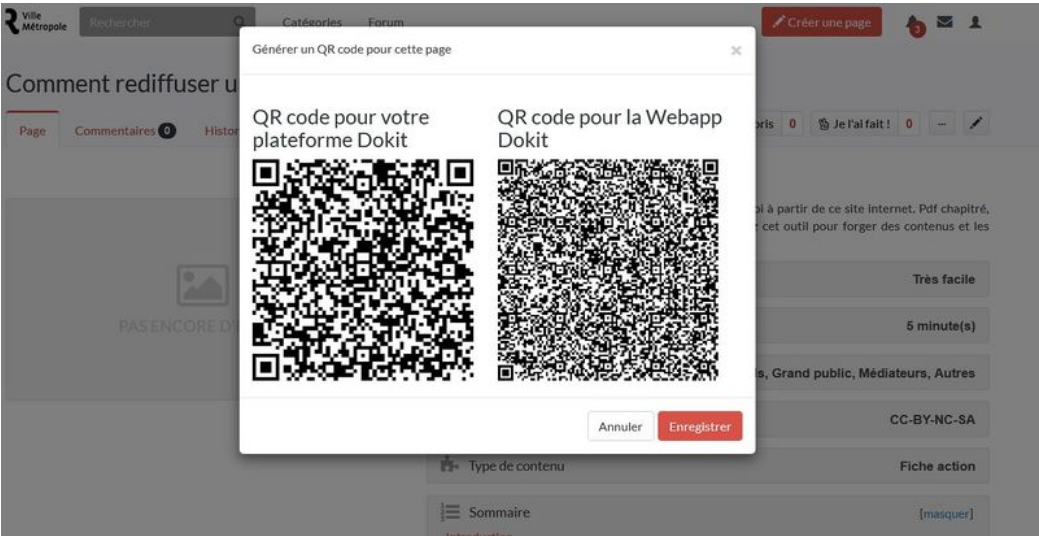 Ville
Métropole
Rechercher
Catégories
Forum
Créer une page
3
Générer un QR code pour cette page
×
Comment rediffuser u
Page
Commentaires 0
Histor
oris 0
Je l'ai fait ! 0
...
QR code pour votre
plateforme Dokit
QR code pour la Webapp
Dokit
oi à partir de ce site internet. Pdf chapitré,
cet outil pour forger des contenus et les
PAS ENCORE D'I
Très facile
5 minute(s)
s, Grand public, Médiateurs, Autres
CC-BY-NC-SA
Annuler
Enregistrer
Type de contenu
Fiche action
Sommaire
[masquer]
Introduction